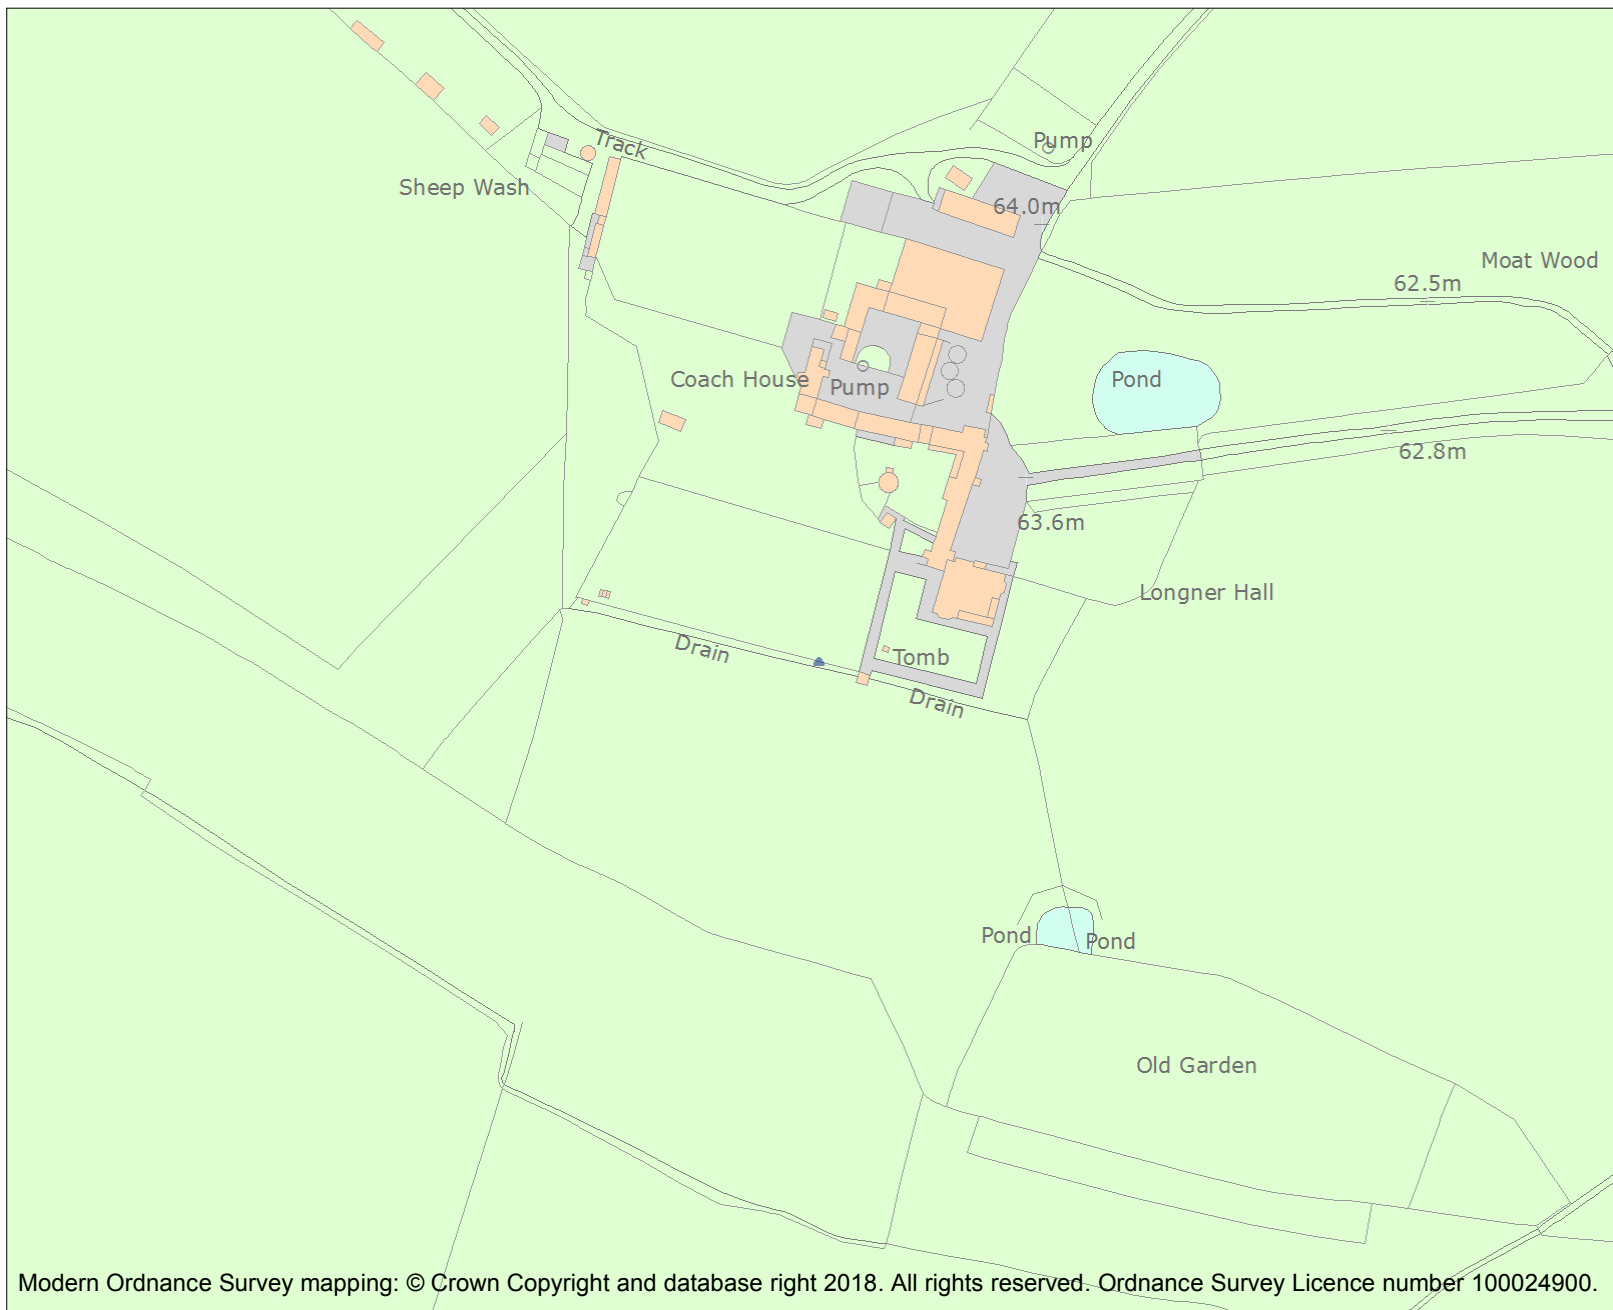 Track
Pump
Sheep Wash
64.0m
Moat Wood
62.5m
Coach House
Pump
Pond
62.8m
63.6m
Longner Hall
Drain
Tomb
Drain
Pond
Pond
Old Garden
Modern Ordnance Survey mapping: © Crown Copyright and database right 2018. All rights reserved. Ordnance Survey Licence number 100024900.